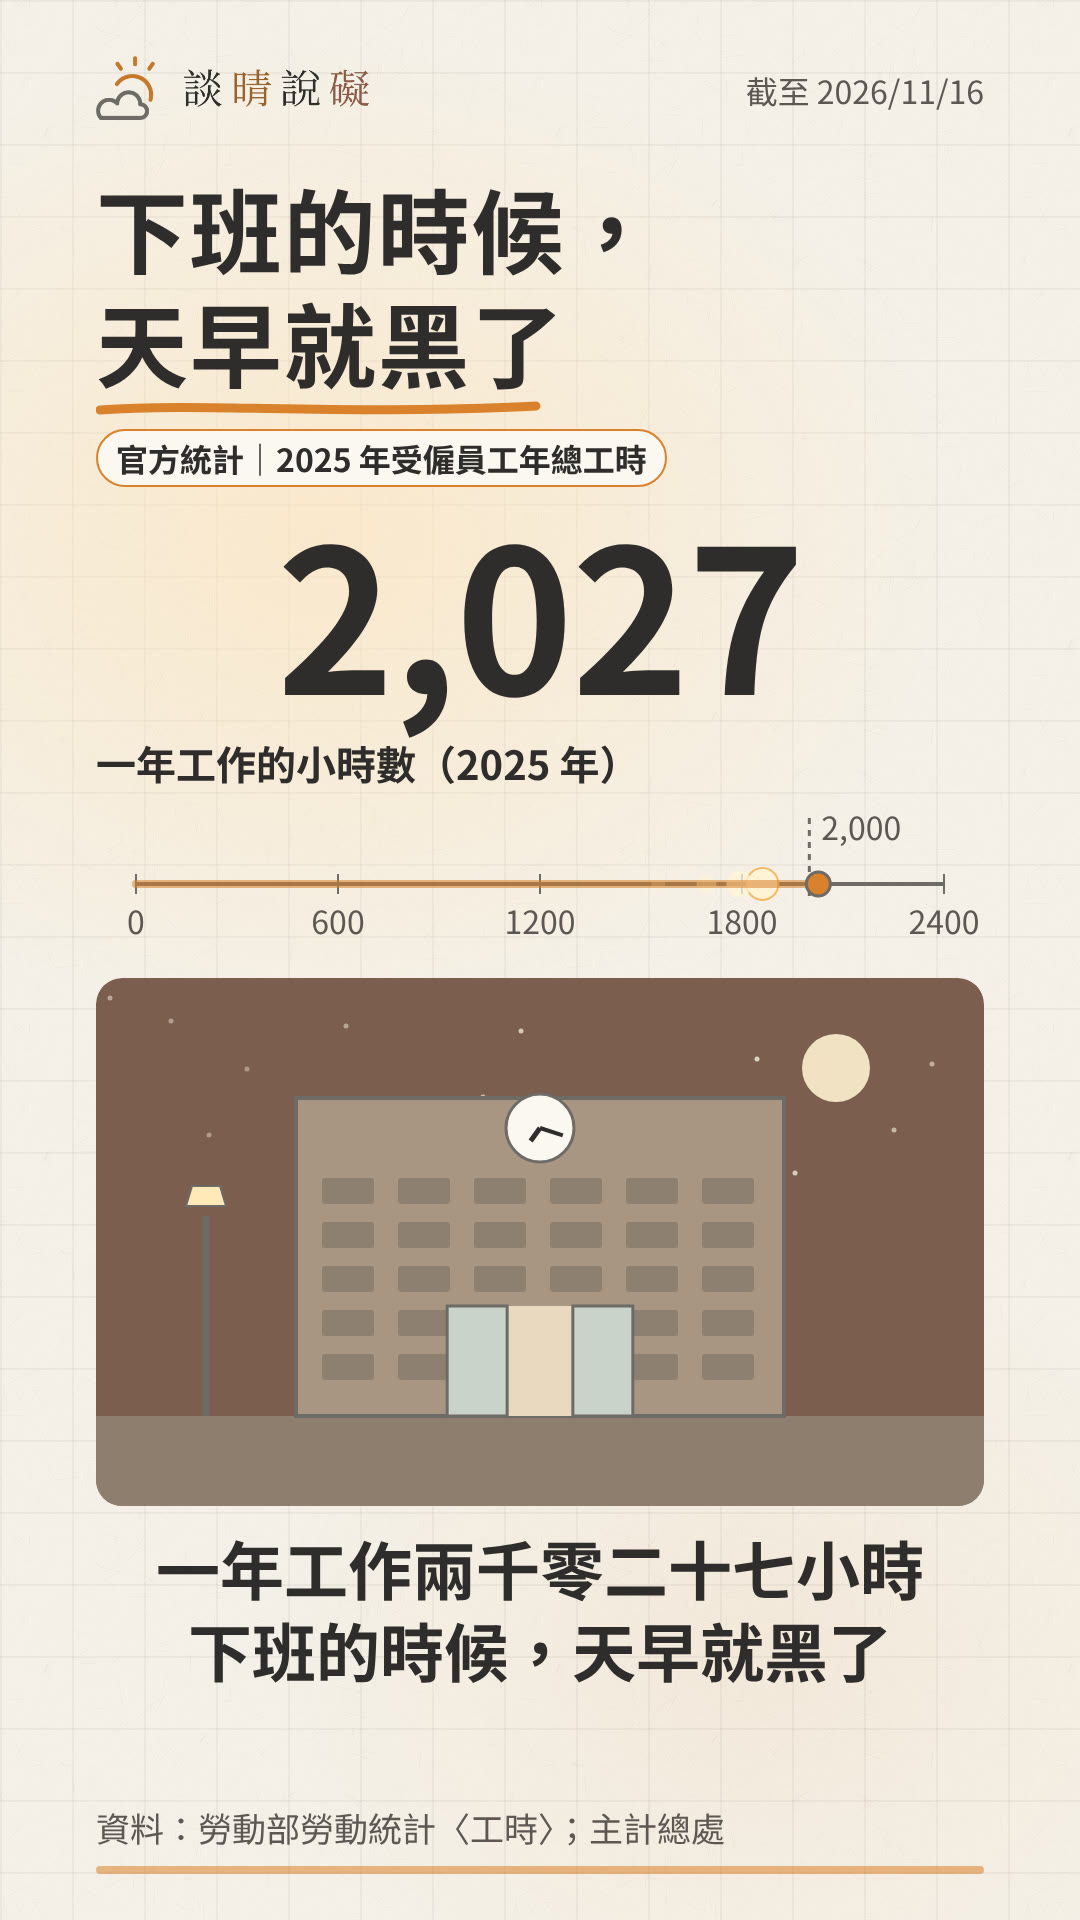 談晴說礙
截至 2026/11/16
下班的時候，
天早就黑了
官方統計｜2025 年受僱員工年總工時
2,027
一年工作的小時數（2025 年）
2,000
0 600 1200 1800 2400
一年工作兩千零二十七小時
下班的時候，天早就黑了
資料：勞動部勞動統計〈工時〉；主計總處